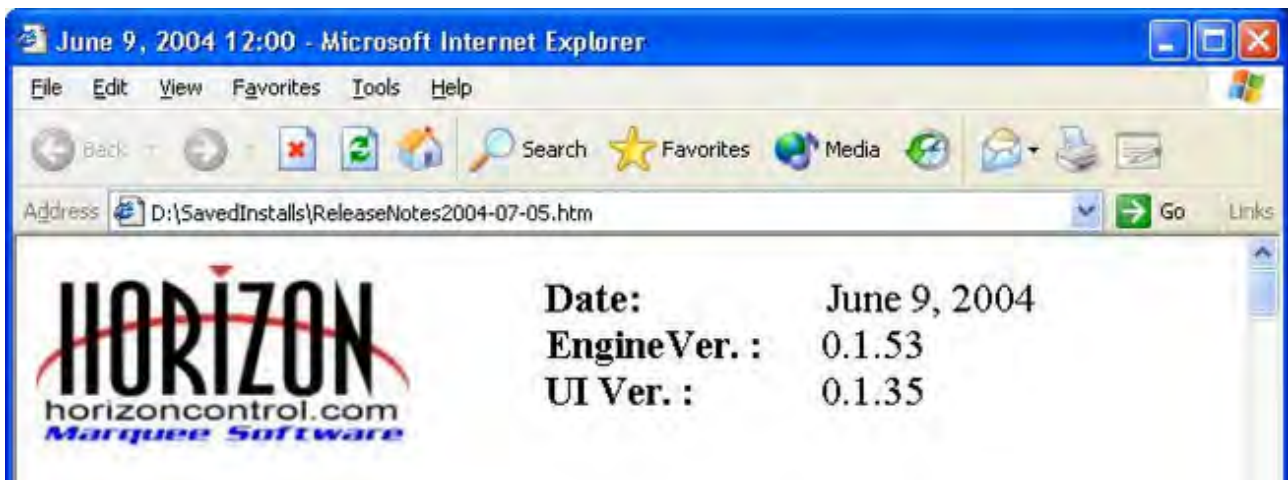 June 9, 2004 12:00 - Microsoft Internet Explorer
File Edit View Favorites Tools Help
Back Search Favorites Media
Address D:\SavedInstalls\ReleaseNotes2004-07-05.htm Go Links
HORiZON
horizoncontrol.com
Marquee Software
Date: June 9, 2004
EngineVer. : 0.1.53
UI Ver. : 0.1.35